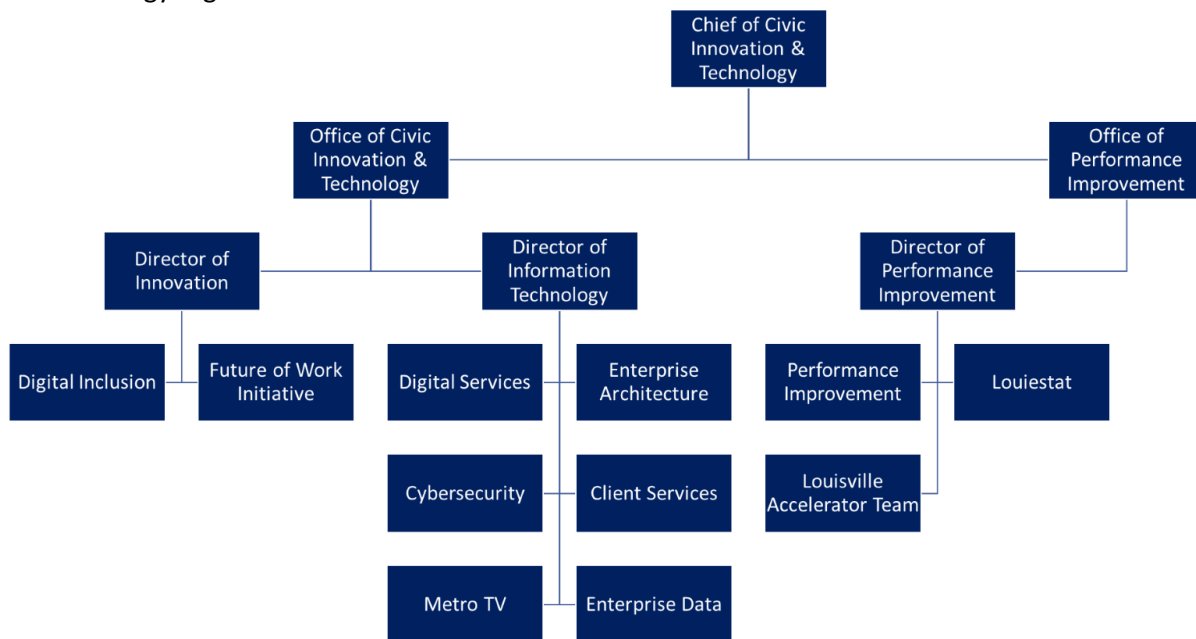 Chief of Civic
Innovation &
Technology
Office of Civic
Innovation &
Technology
Office of
Performance
Improvement
Director of
Innovation
Director of
Information
Technology
Director of
Performance
Improvement
Digital Inclusion
Future of Work
Initiative
Digital Services
Enterprise
Architecture
Performance
Improvement
Louiestat
Cybersecurity
Client Services
Louisville
Accelerator Team
Metro TV
Enterprise Data